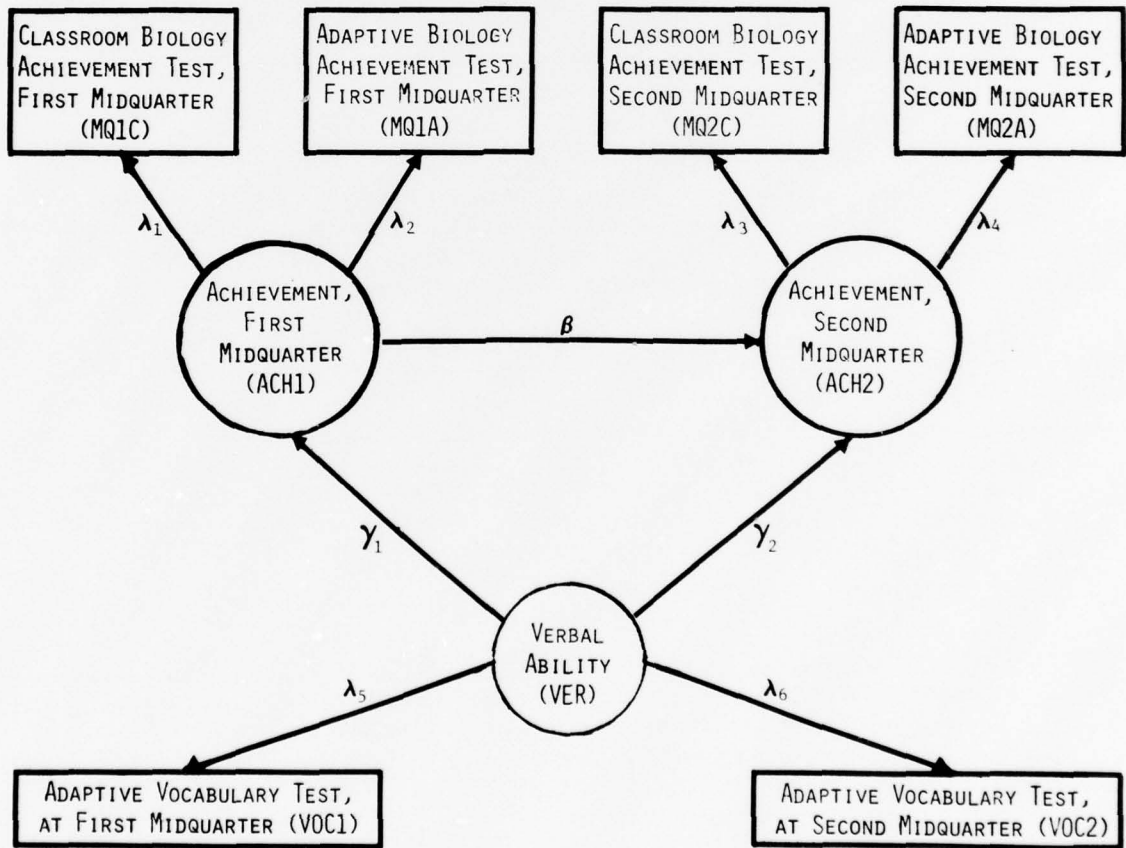 CLASSROOM BIOLOGY
ACHIEVEMENT TEST,
FIRST MIDQUARTER
(MQ1C)
ADAPTIVE BIOLOGY
ACHIEVEMENT TEST,
FIRST MIDQUARTER
(MQ1A)
CLASSROOM BIOLOGY
ACHIEVEMENT TEST,
SECOND MIDQUARTER
(MQ2C)
ADAPTIVE BIOLOGY
ACHIEVEMENT TEST,
SECOND MIDQUARTER
(MQ2A)
λ₁
λ₂
λ₃
λ₄
ACHIEVEMENT,
FIRST
MIDQUARTER
(ACH1)
β
ACHIEVEMENT,
SECOND
MIDQUARTER
(ACH2)
γ₁
γ₂
VERBAL
ABILITY
(VER)
λ₅
λ₆
ADAPTIVE VOCABULARY TEST,
AT FIRST MIDQUARTER (VOC1)
ADAPTIVE VOCABULARY TEST,
AT SECOND MIDQUARTER (VOC2)